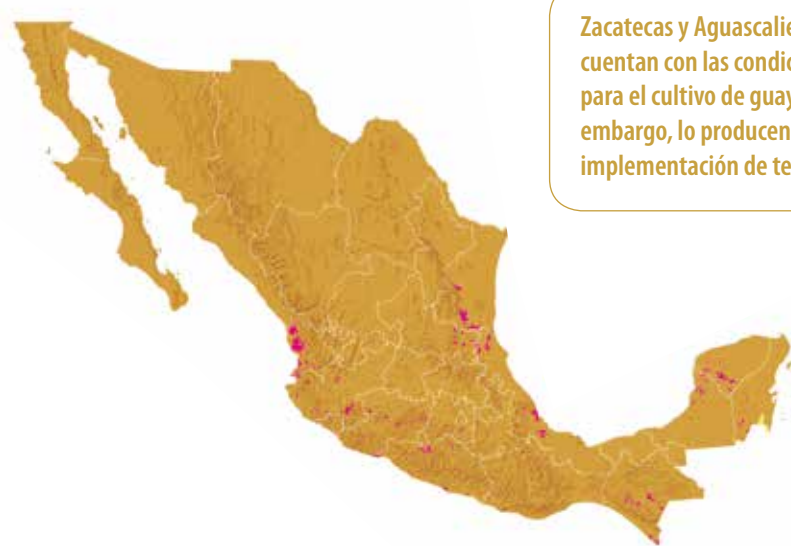 Zacatecas y Aguascalie
cuentan con las condic
para el cultivo de guay
embargo, lo producen
implementación de te